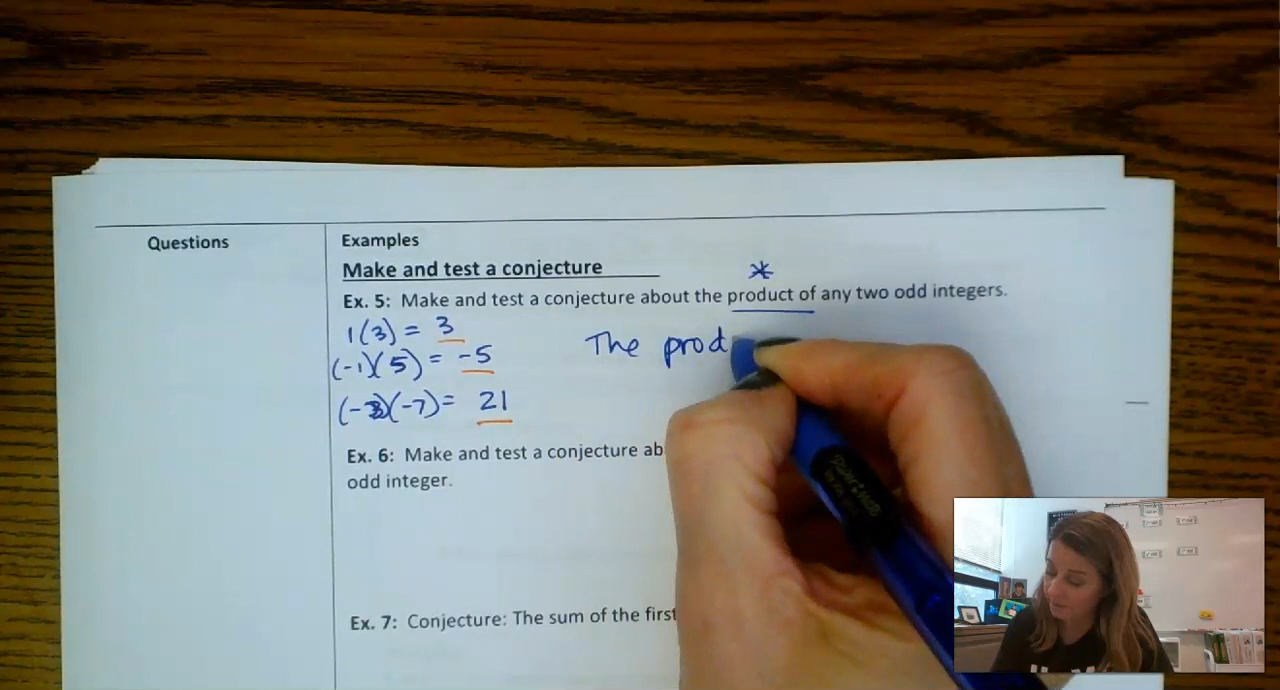 Questions
Examples
Make and test a conjecture
*
Ex. 5: Make and test a conjecture about the product of any two odd integers.
1(3) = 3
The prod
(-1)(5) = -5
(-3)(-7) = 21
Ex. 6: Make and test a conjecture ab
odd integer.
Ex. 7: Conjecture: The sum of the first